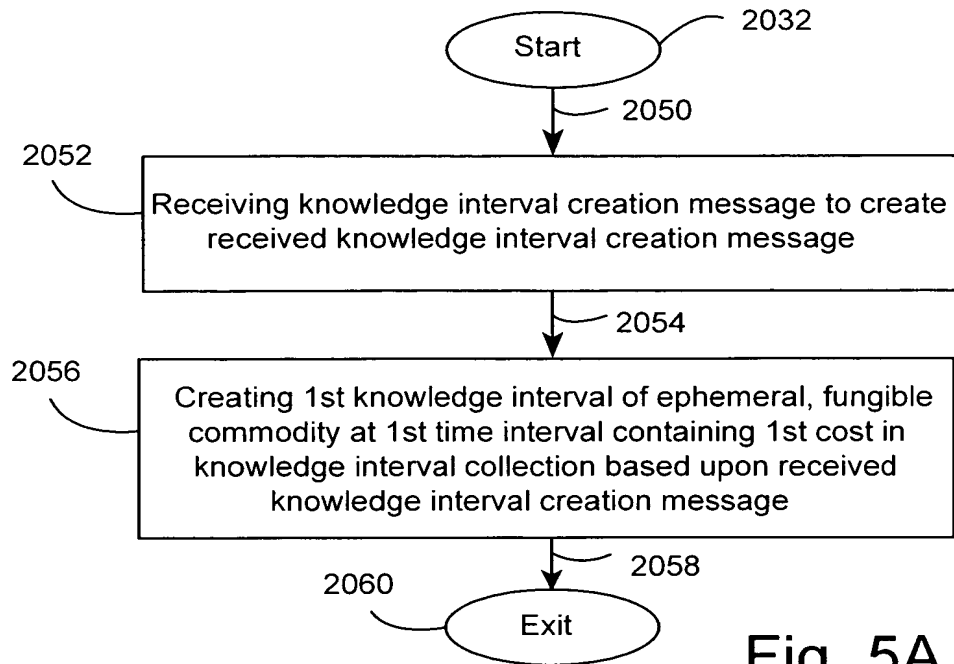 Start
2032
2050
2052
Receiving knowledge interval creation message to create
received knowledge interval creation message
2054
2056
Creating 1st knowledge interval of ephemeral, fungible
commodity at 1st time interval containing 1st cost in
knowledge interval collection based upon received
knowledge interval creation message
2058
2060
Exit
Fig. 5A